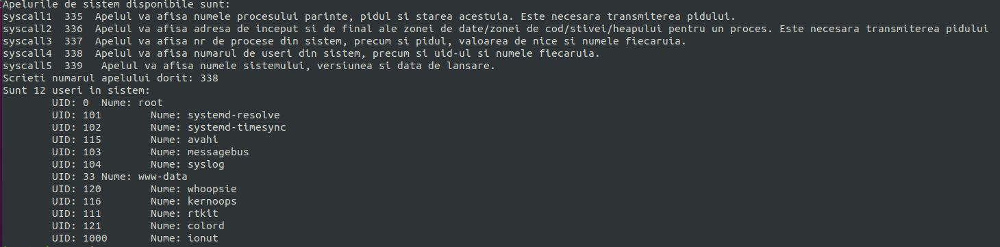 Apelurile de sistem disponibile sunt:
syscall1  335  Apelul va afisa numele procesului parinte, pidul si starea acestuia. Este necesara transmiterea pidului.
syscall2  336  Apelul va afisa adresa de inceput si de final ale zonei de date/zonei de cod/stivei/heapului pentru un proces. Este necesara transmiterea pidului
syscall3  337  Apelul va afisa nr de procese din sistem, precum si pidul, valoarea de nice si numele fiecaruia.
syscall4  338  Apelul va afisa numarul de useri din sistem, precum si uid-ul si numele fiecaruia.
syscall5  339   Apelul va afisa numele sistemului, versiunea si data de lansare.
Scrieti numarul apelului dorit: 338
Sunt 12 useri in sistem:
        UID: 0  Nume: root
        UID: 101        Nume: systemd-resolve
        UID: 102        Nume: systemd-timesync
        UID: 115        Nume: avahi
        UID: 103        Nume: messagebus
        UID: 104        Nume: syslog
        UID: 33 Nume: www-data
        UID: 120        Nume: whoopsie
        UID: 116        Nume: kernoops
        UID: 111        Nume: rtkit
        UID: 121        Nume: colord
        UID: 1000       Nume: ionut